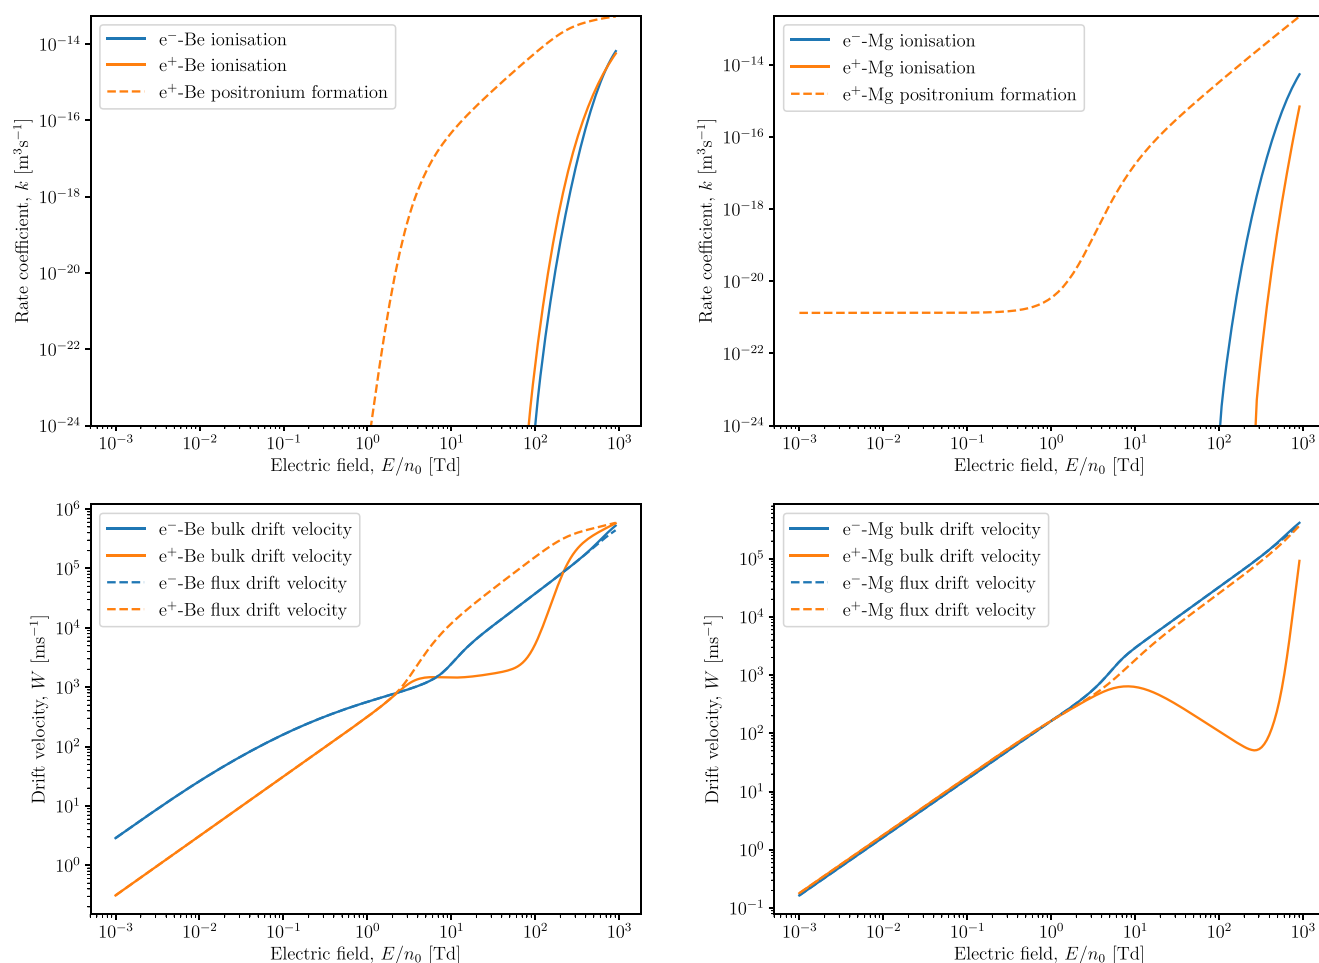 e⁻-Be ionisation
e⁺-Be ionisation
e⁺-Be positronium formation
Rate coefficient, k [m³s⁻¹]
10⁻¹⁴
10⁻¹⁶
10⁻¹⁸
10⁻²⁰
10⁻²²
10⁻²⁴
10⁻³ 10⁻² 10⁻¹ 10⁰ 10¹ 10² 10³
Electric field, E/n₀ [Td]
e⁻-Mg ionisation
e⁺-Mg ionisation
e⁺-Mg positronium formation
Rate coefficient, k [m³s⁻¹]
10⁻¹⁴
10⁻¹⁶
10⁻¹⁸
10⁻²⁰
10⁻²²
10⁻²⁴
10⁻³ 10⁻² 10⁻¹ 10⁰ 10¹ 10² 10³
Electric field, E/n₀ [Td]
e⁻-Be bulk drift velocity
e⁺-Be bulk drift velocity
e⁻-Be flux drift velocity
e⁺-Be flux drift velocity
Drift velocity, W [ms⁻¹]
10⁶
10⁵
10⁴
10³
10²
10¹
10⁰
10⁻³ 10⁻² 10⁻¹ 10⁰ 10¹ 10² 10³
Electric field, E/n₀ [Td]
e⁻-Mg bulk drift velocity
e⁺-Mg bulk drift velocity
e⁻-Mg flux drift velocity
e⁺-Mg flux drift velocity
Drift velocity, W [ms⁻¹]
10⁵
10⁴
10³
10²
10¹
10⁰
10⁻¹
10⁻³ 10⁻² 10⁻¹ 10⁰ 10¹ 10² 10³
Electric field, E/n₀ [Td]